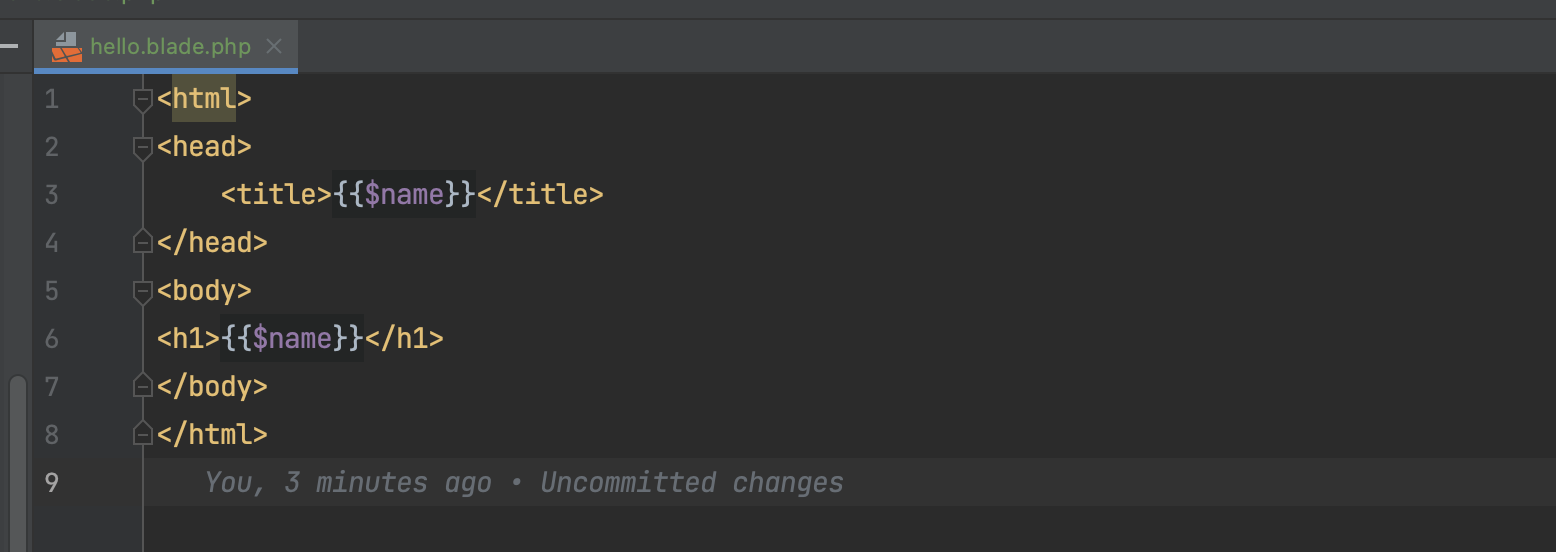 hello.blade.php
1 <html>
2 <head>
3     <title>{{$name}}</title>
4 </head>
5 <body>
6 <h1>{{$name}}</h1>
7 </body>
8 </html>
9    You, 3 minutes ago • Uncommitted changes